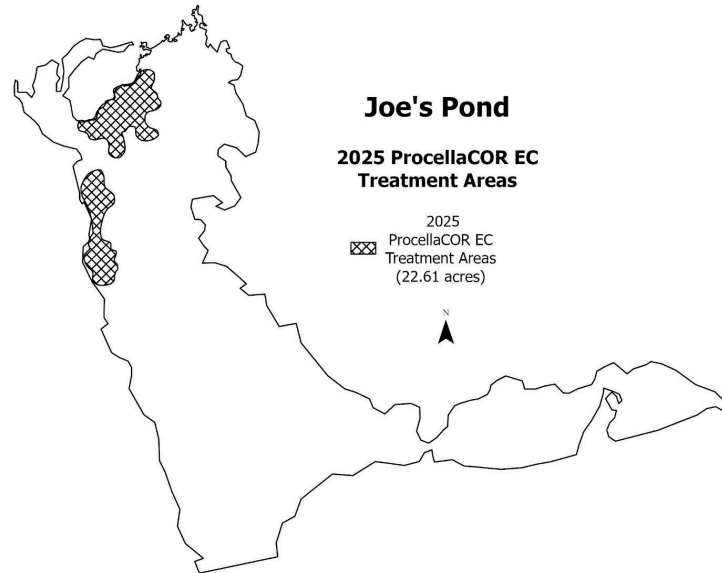 Joe's Pond
2025 ProcellaCOR EC
Treatment Areas
2025
ProcellaCOR EC
Treatment Areas
(22.61 acres)
N